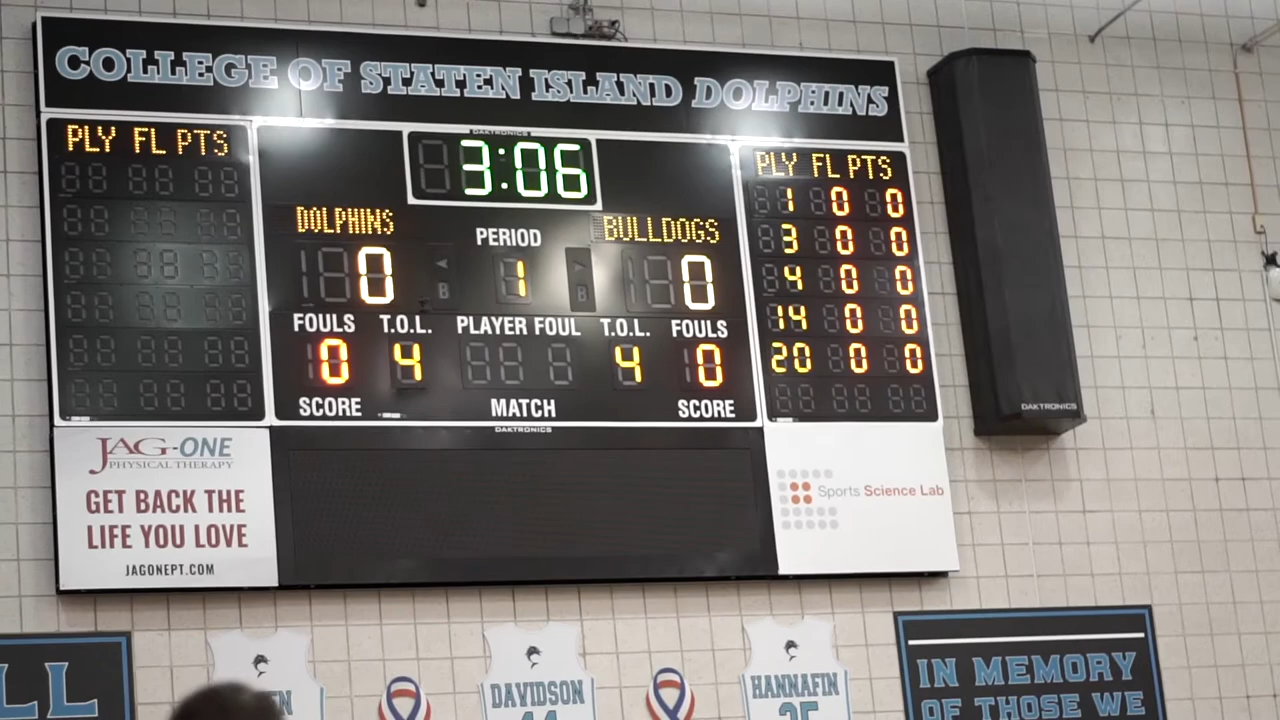 COLLEGE OF STATEN ISLAND DOLPHINS
PLY FL PTS
DAKTRONICS
3:06
DOLPHINS
PERIOD
BULLDOGS
0
B
1
B
0
FOULS T.O.L. PLAYER FOUL T.O.L. FOULS
0 4 4 0
SCORE MATCH SCORE
DAKTRONICS
PLY FL PTS
1 0 0
3 0 0
4 0 0
14 0 0
20 0 0
DAKTRONICS
JAG-ONE
PHYSICAL THERAPY
GET BACK THE
LIFE YOU LOVE
JAGONEPT.COM
Sports Science Lab
LL
DAVIDSON
HANNAFIN
IN MEMORY
OF THOSE WE